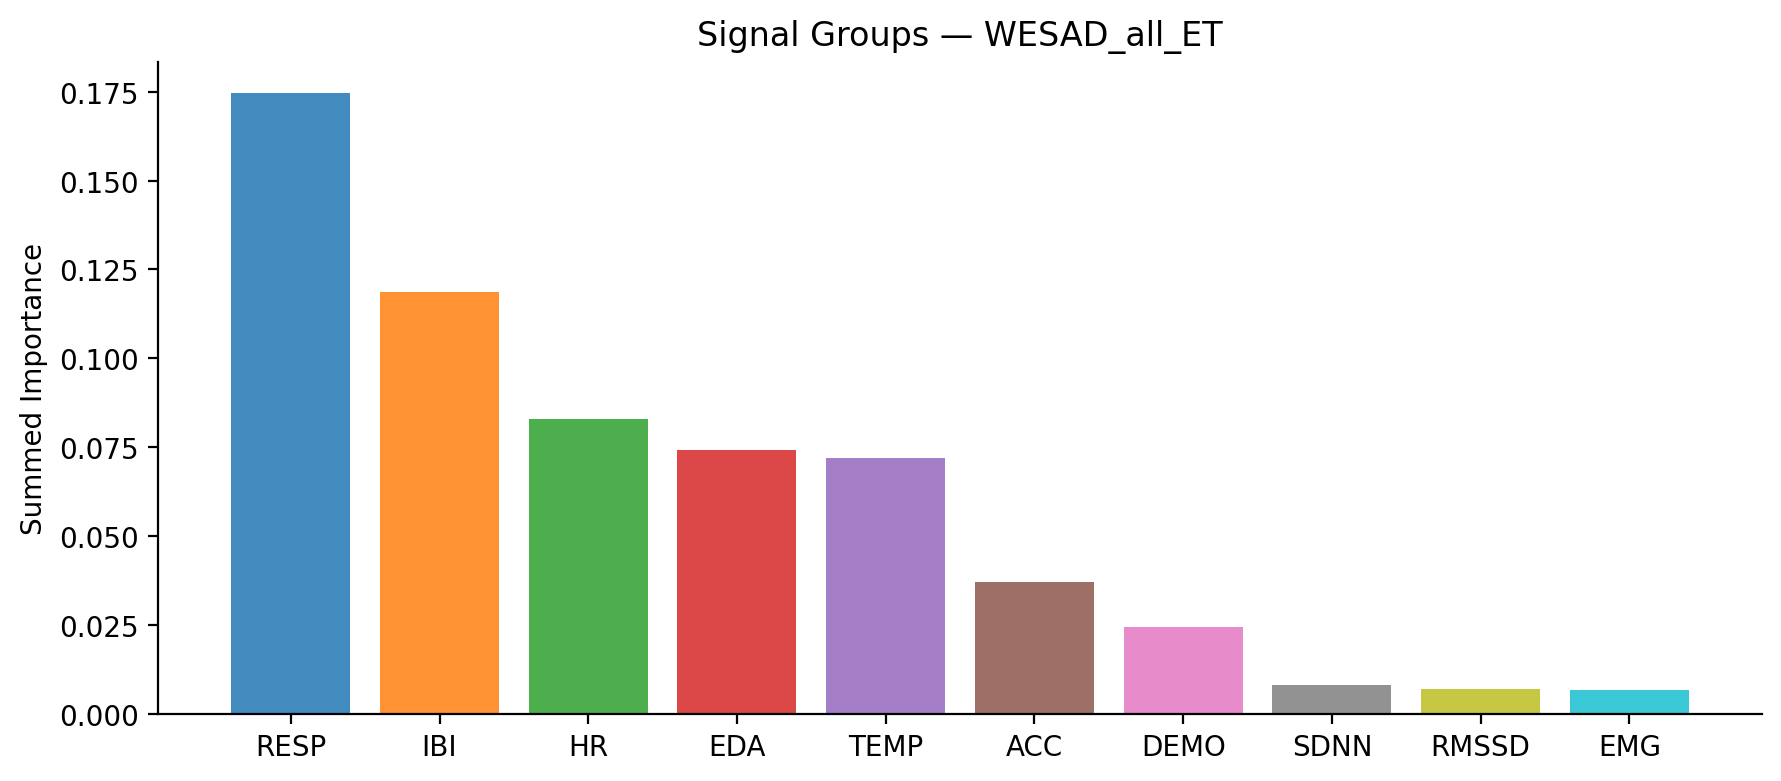 Signal Groups — WESAD_all_ET
Summed Importance
0.175
0.150
0.125
0.100
0.075
0.050
0.025
0.000
RESP IBI HR EDA TEMP ACC DEMO SDNN RMSSD EMG